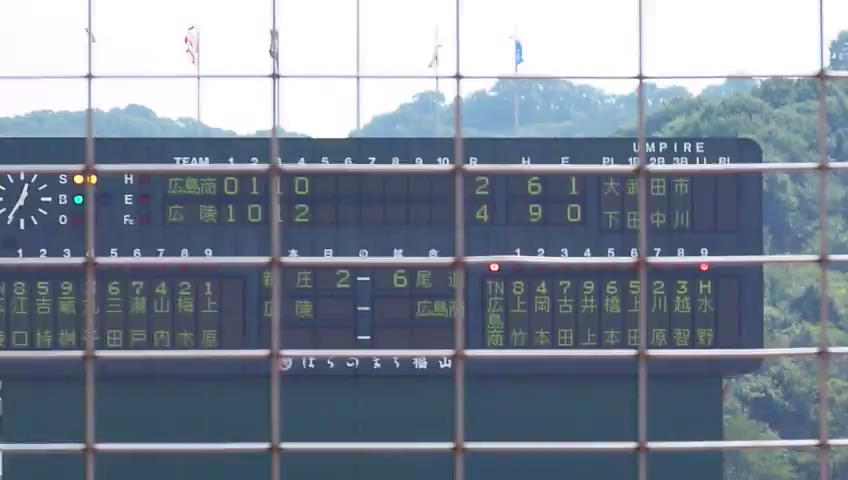 UMPIRE
TEAM 1 2 3 4 5 6 7 8 9 10 R H E PL 1B 2B 3B LL RL
S H 広島商 0 1 1 0 2 6 1 大 武 田 市
B E 広陵 1 0 1 2 4 9 0 下 田 中 川
O Fc
1 2 3 4 5 6 7 8 9 本日の試合 1 2 3 4 5 6 7 8 9
8 5 9 3 6 7 4 2 1 新庄 2 - 6 尾道 TN 8 4 7 9 6 5 2 3 H
江 吉 蔵 三 瀬 山 梅 上 広陵 - 広島商 広島商 上 岡 古 井 橋 上 川 越 水
口 持 桝 田 戸 内 木 原 - 竹 本 田 上 本 田 原 智 野
ばらのまち福山